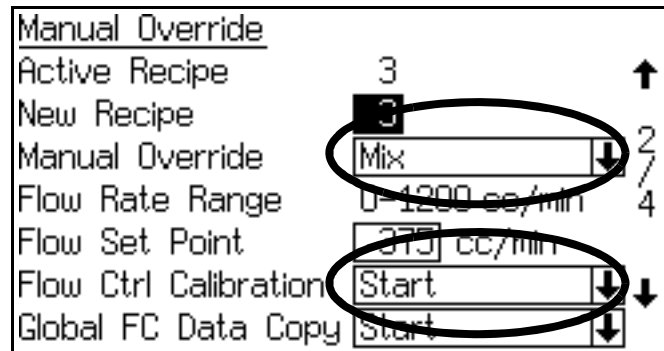 Manual Override
Active Recipe 3
New Recipe 3
Manual Override Mix
Flow Rate Range 0-1200 cc/min
Flow Set Point 375 cc/min
Flow Ctrl Calibration Start
Global FC Data Copy Start
2/4